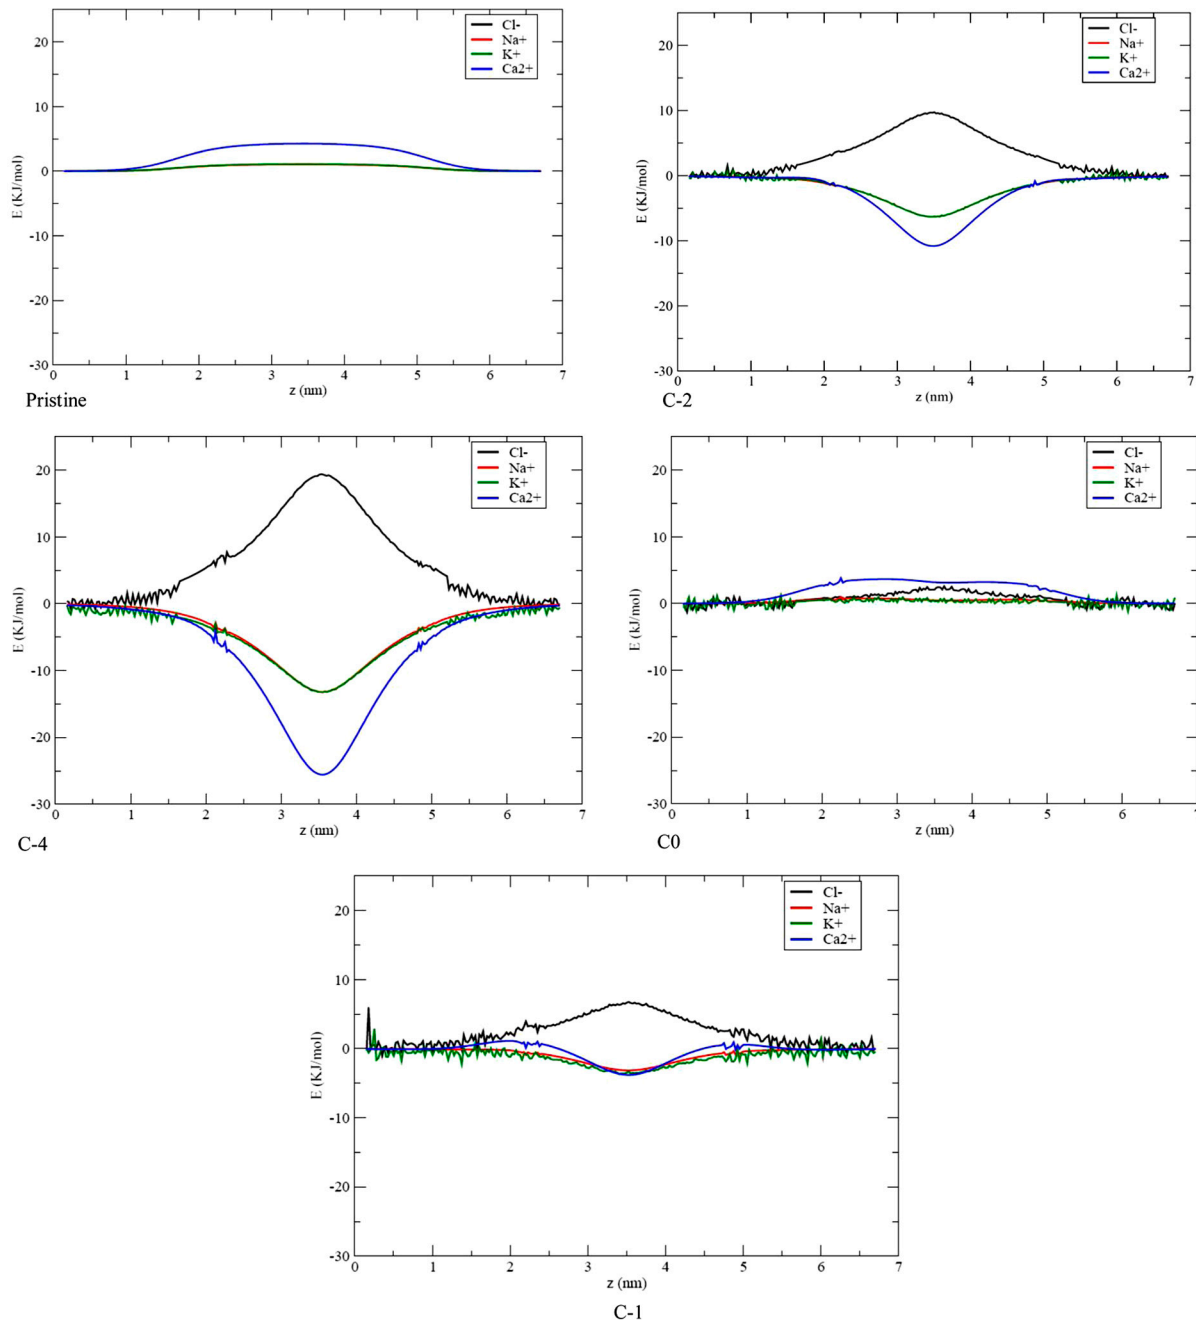 Cl-
Na+
K+
Ca2+
20
10
0
-10
-20
-30
E (KJ/mol)
0 1 2 3 4 5 6 7
z (nm)
Pristine
Cl-
Na+
K+
Ca2+
20
10
0
-10
-20
-30
E (KJ/mol)
0 1 2 3 4 5 6 7
z (nm)
C-2
Cl-
Na+
K+
Ca2+
20
10
0
-10
-20
-30
E (KJ/mol)
0 1 2 3 4 5 6 7
z (nm)
C-4
Cl-
Na+
K+
Ca2+
20
10
0
-10
-20
-30
E (kJ/mol)
0 1 2 3 4 5 6 7
z (nm)
C0
Cl-
Na+
K+
Ca2+
20
10
0
-10
-20
-30
E (KJ/mol)
0 1 2 3 4 5 6 7
z (nm)
C-1